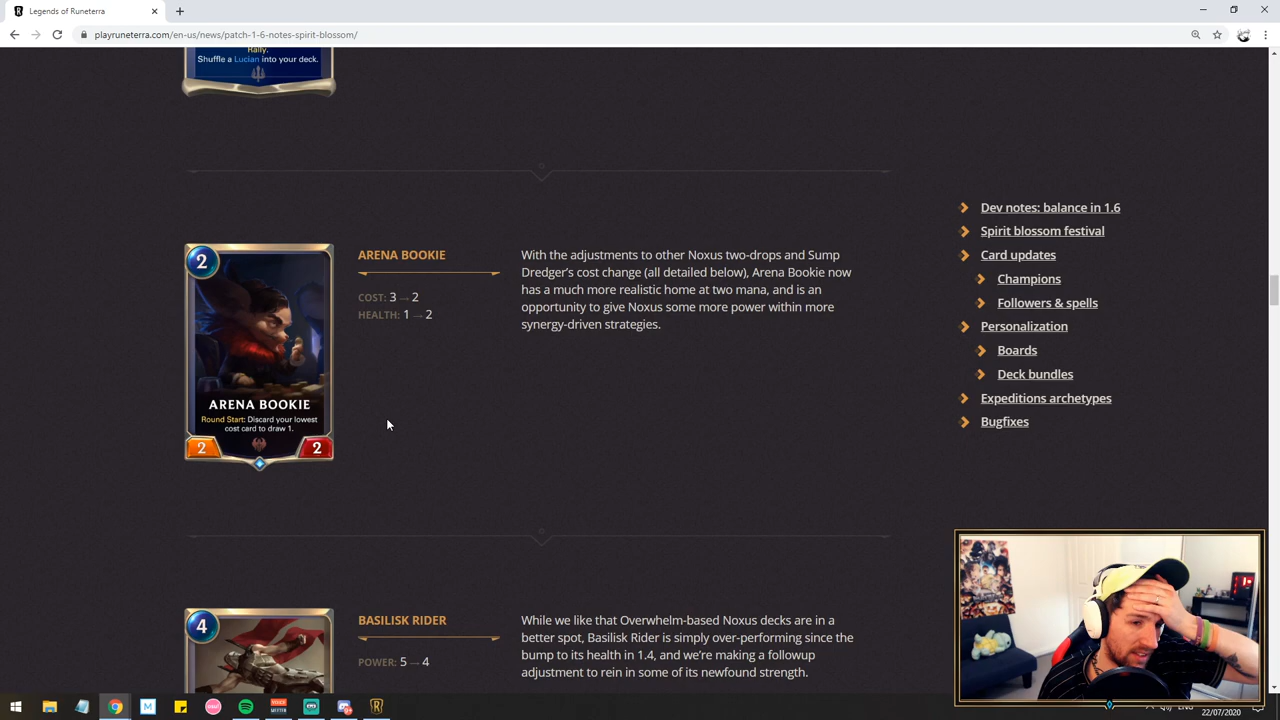 Legends of Runeterra
playruneterra.com/en-us/news/patch-1-6-notes-spirit-blossom/
Rally.
Shuffle a Lucian into your deck.
2
ARENA BOOKIE
Round Start: Discard your lowest
cost card to draw 1.
2
2
ARENA BOOKIE
COST: 3 → 2
HEALTH: 1 → 2
With the adjustments to other Noxus two-drops and Sump
Dredger's cost change (all detailed below), Arena Bookie now
has a much more realistic home at two mana, and is an
opportunity to give Noxus some more power within more
synergy-driven strategies.
4
BASILISK RIDER
POWER: 5 → 4
While we like that Overwhelm-based Noxus decks are in a
better spot, Basilisk Rider is simply over-performing since the
bump to its health in 1.4, and we're making a followup
adjustment to rein in some of its newfound strength.
Dev notes: balance in 1.6
Spirit blossom festival
Card updates
Champions
Followers & spells
Personalization
Boards
Deck bundles
Expeditions archetypes
Bugfixes
22/07/2020